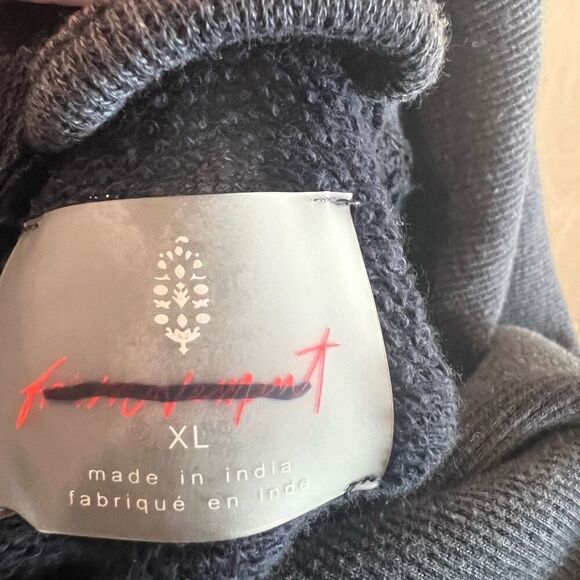 XL
made in india
fabriqué en inde